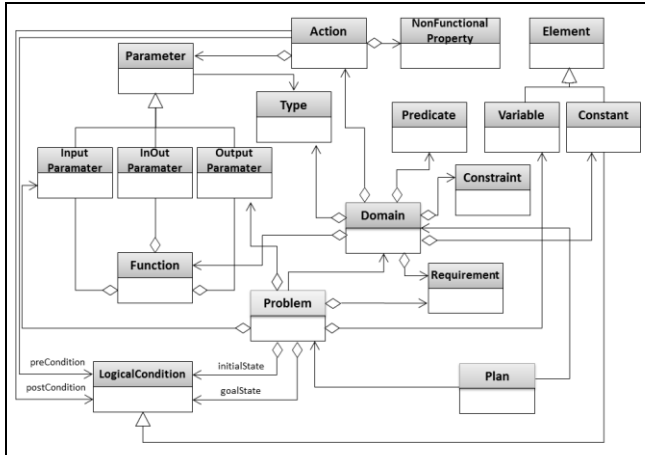 Action
NonFunctional
Property
Element
Parameter
Type
Predicate
Variable
Constant
Input
Paramater
InOut
Paramater
Output
Paramater
Constraint
Domain
Function
Requirement
Problem
preCondition
LogicalCondition
initialState
Plan
postCondition
goalState